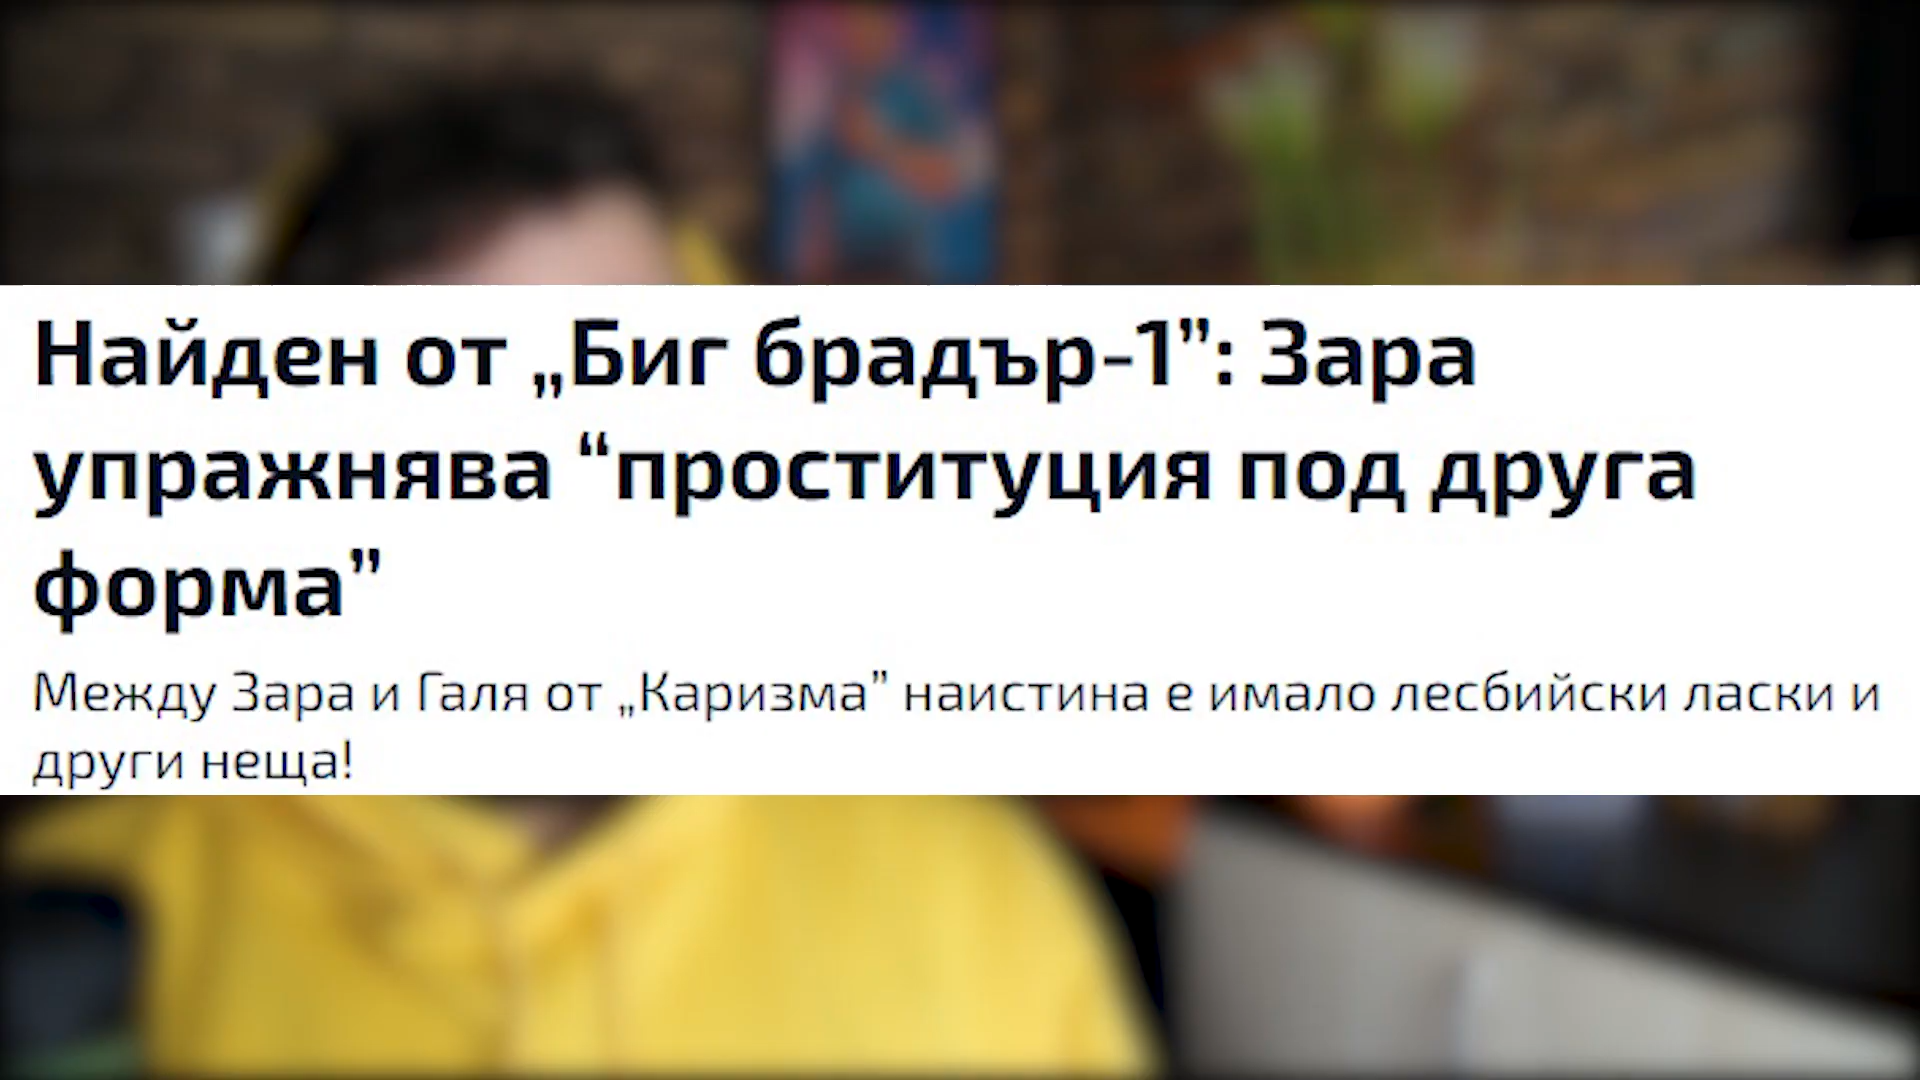 Найден от „Биг брадър-1”: Зара
упражнява “проституция под друга
форма”
Между Зара и Галя от „Каризма” наистина е имало лесбийски ласки и
други неща!